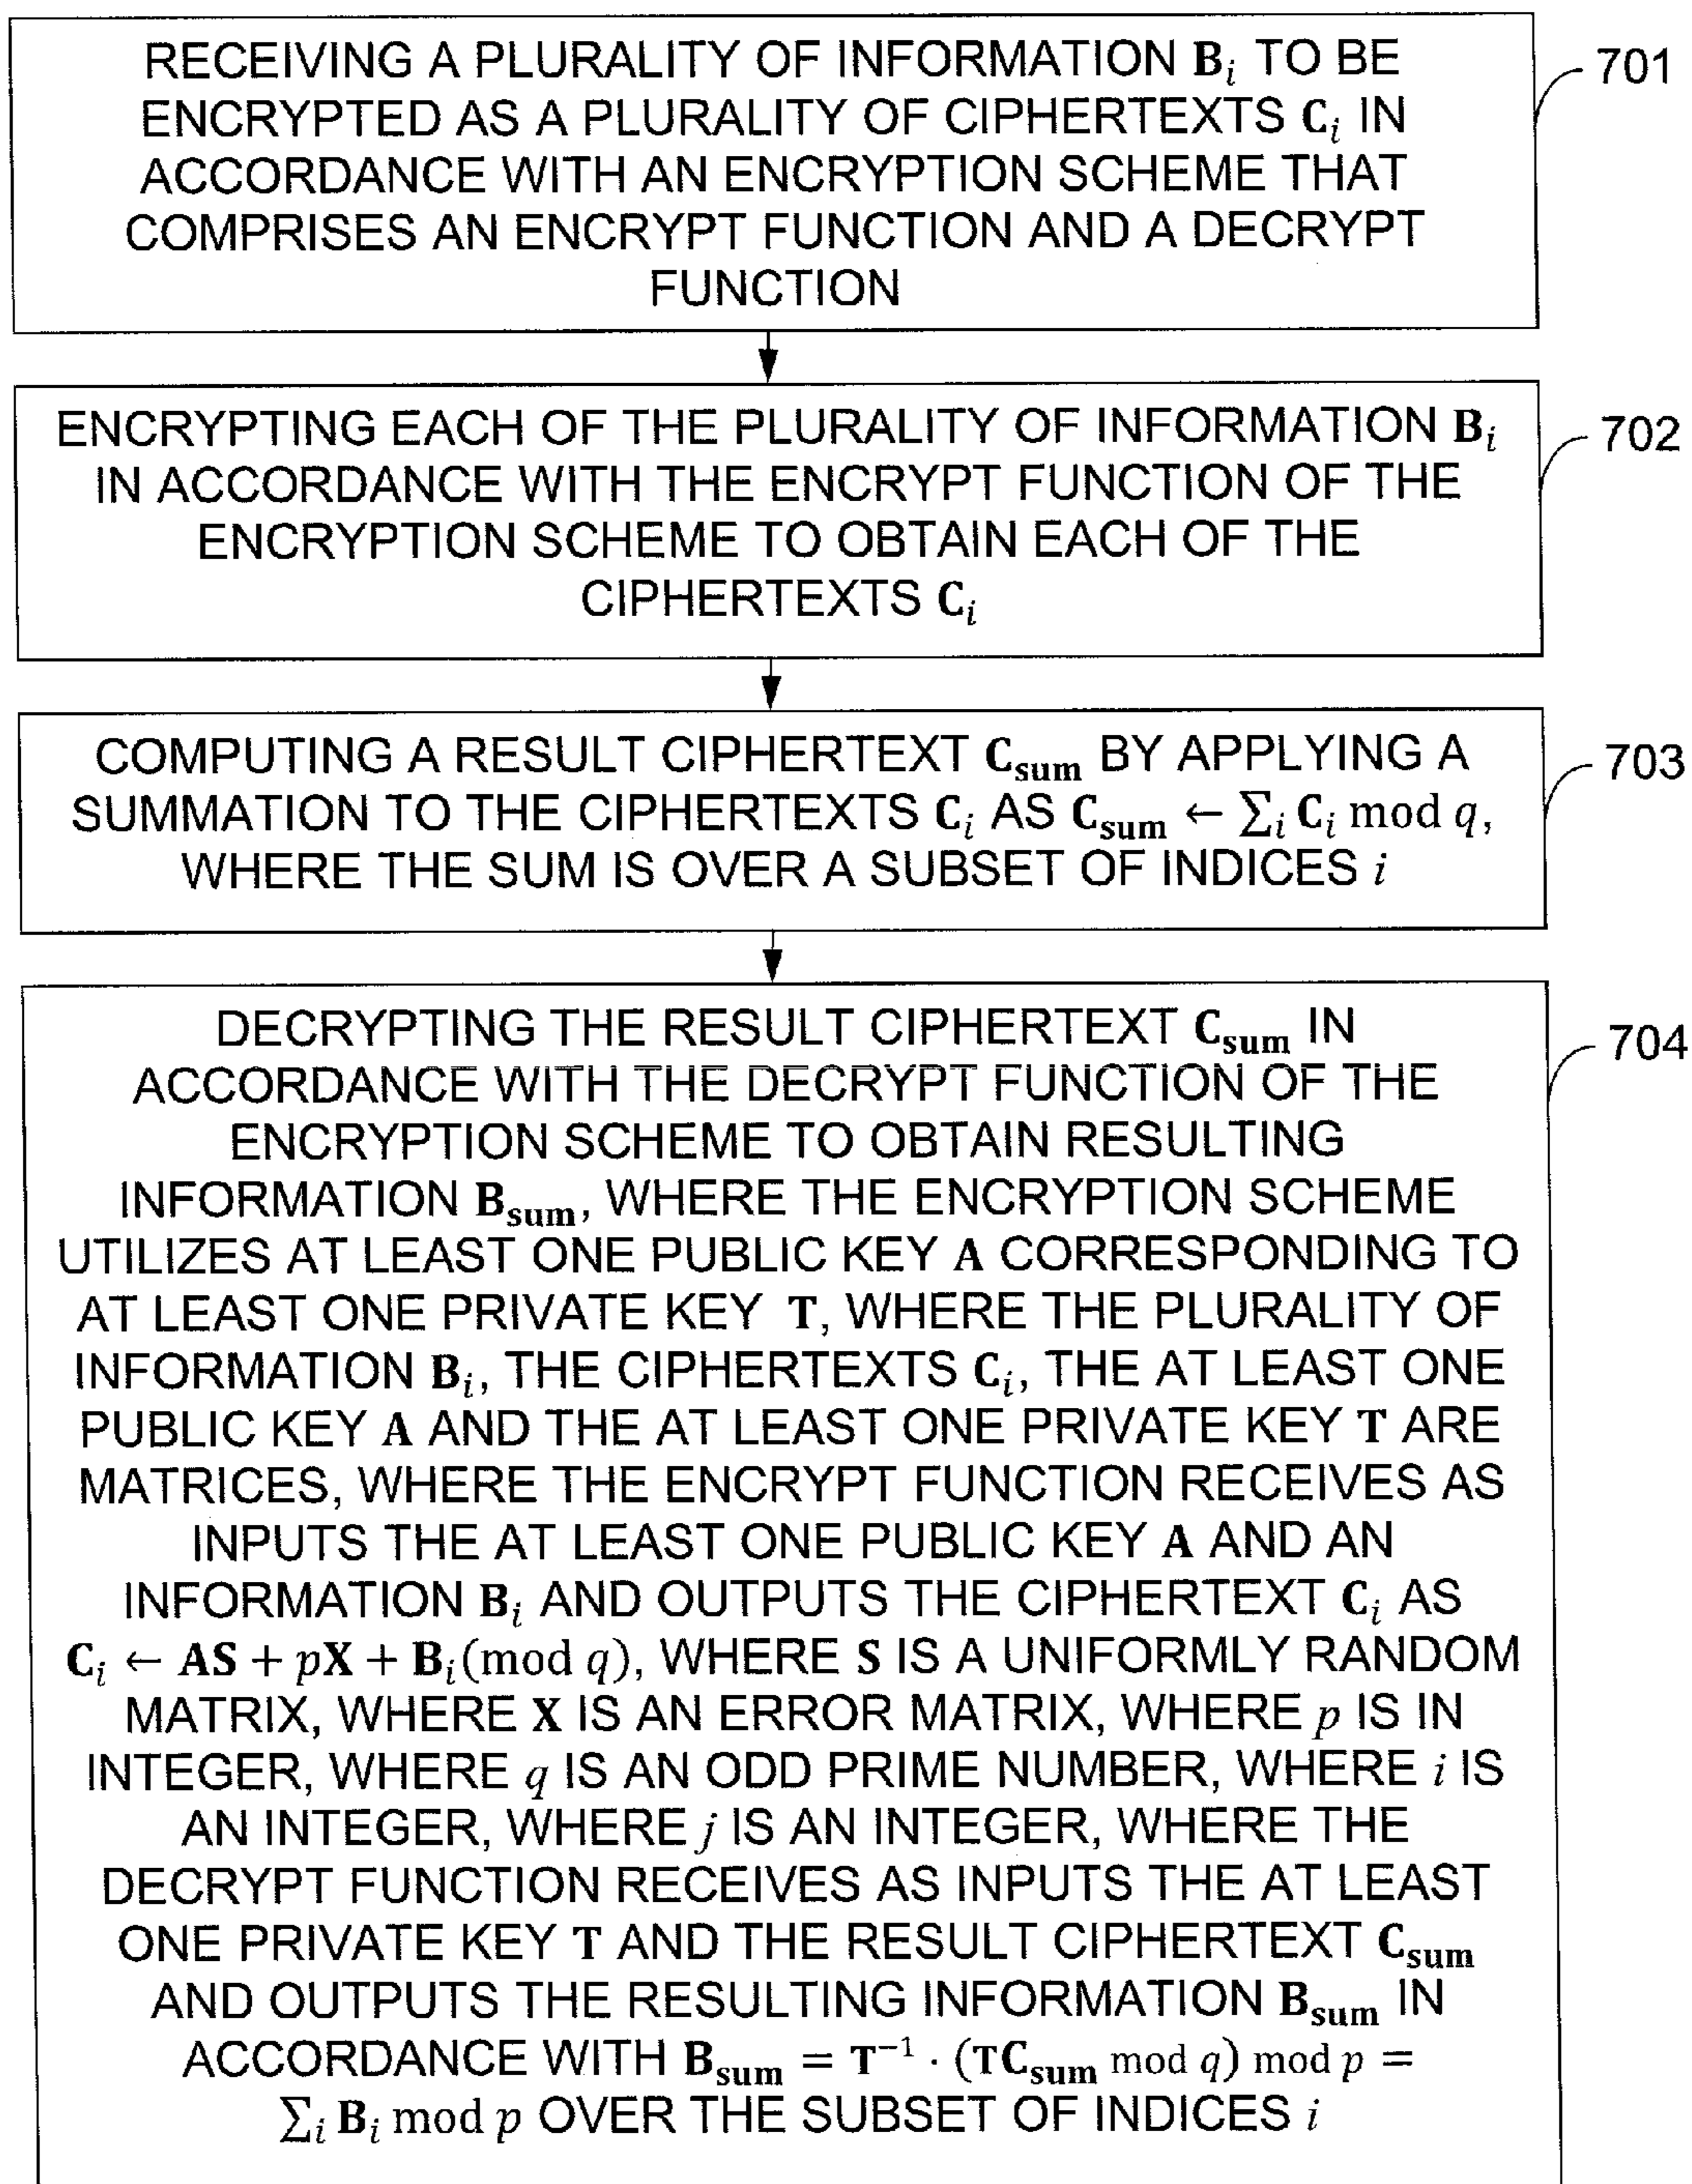 RECEIVING A PLURALITY OF INFORMATION Bᵢ TO BE
ENCRYPTED AS A PLURALITY OF CIPHERTEXTS Cᵢ IN
ACCORDANCE WITH AN ENCRYPTION SCHEME THAT
COMPRISES AN ENCRYPT FUNCTION AND A DECRYPT
FUNCTION
701
ENCRYPTING EACH OF THE PLURALITY OF INFORMATION Bᵢ
IN ACCORDANCE WITH THE ENCRYPT FUNCTION OF THE
ENCRYPTION SCHEME TO OBTAIN EACH OF THE
CIPHERTEXTS Cᵢ
702
COMPUTING A RESULT CIPHERTEXT C_sum BY APPLYING A
SUMMATION TO THE CIPHERTEXTS Cᵢ AS C_sum ← ∑ᵢ Cᵢ mod q,
WHERE THE SUM IS OVER A SUBSET OF INDICES i
703
DECRYPTING THE RESULT CIPHERTEXT C_sum IN
ACCORDANCE WITH THE DECRYPT FUNCTION OF THE
ENCRYPTION SCHEME TO OBTAIN RESULTING
INFORMATION B_sum, WHERE THE ENCRYPTION SCHEME
UTILIZES AT LEAST ONE PUBLIC KEY A CORRESPONDING TO
AT LEAST ONE PRIVATE KEY T, WHERE THE PLURALITY OF
INFORMATION Bᵢ, THE CIPHERTEXTS Cᵢ, THE AT LEAST ONE
PUBLIC KEY A AND THE AT LEAST ONE PRIVATE KEY T ARE
MATRICES, WHERE THE ENCRYPT FUNCTION RECEIVES AS
INPUTS THE AT LEAST ONE PUBLIC KEY A AND AN
INFORMATION Bᵢ AND OUTPUTS THE CIPHERTEXT Cᵢ AS
Cᵢ ← AS + pX + Bᵢ(mod q), WHERE S IS A UNIFORMLY RANDOM
MATRIX, WHERE X IS AN ERROR MATRIX, WHERE p IS IN
INTEGER, WHERE q IS AN ODD PRIME NUMBER, WHERE i IS
AN INTEGER, WHERE j IS AN INTEGER, WHERE THE
DECRYPT FUNCTION RECEIVES AS INPUTS THE AT LEAST
ONE PRIVATE KEY T AND THE RESULT CIPHERTEXT C_sum
AND OUTPUTS THE RESULTING INFORMATION B_sum IN
ACCORDANCE WITH B_sum = T⁻¹ · (TC_sum mod q) mod p =
∑ᵢ Bᵢ mod p OVER THE SUBSET OF INDICES i
704